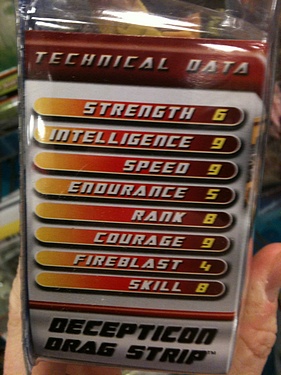 TECHNICAL DATA
STRENGTH 6
INTELLIGENCE 9
SPEED 9
ENDURANCE 5
RANK 8
COURAGE 9
FIREBLAST 4
SKILL 8
DECEPTICON
DRAG STRIP™